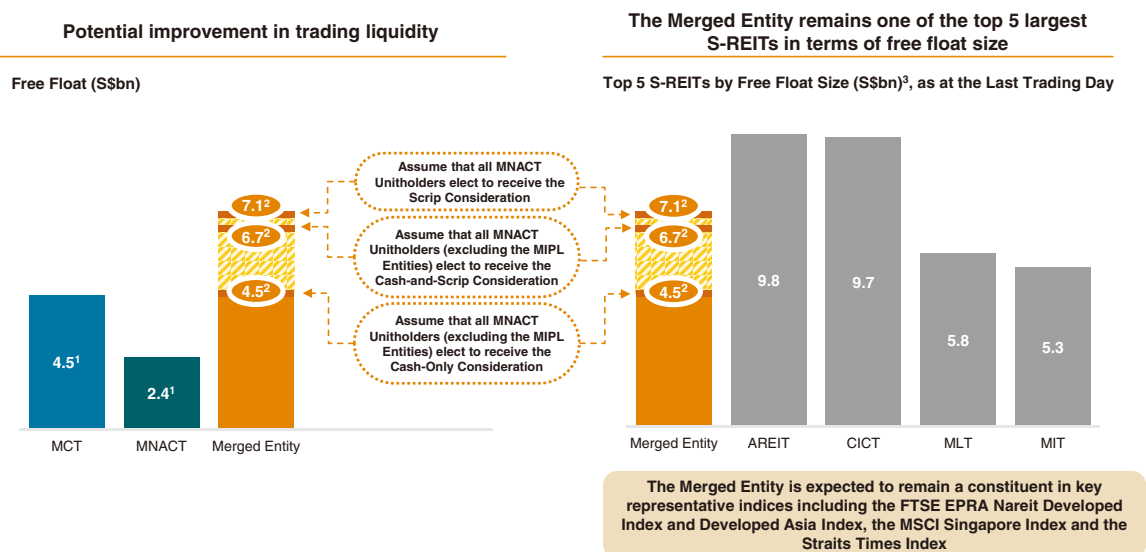 Potential improvement in trading liquidity
The Merged Entity remains one of the top 5 largest
S-REITs in terms of free float size
Free Float (S$bn)
Top 5 S-REITs by Free Float Size (S$bn)³, as at the Last Trading Day
4.5¹
2.4¹
7.1²
6.7²
4.5²
MCT
MNACT
Merged Entity
Assume that all MNACT
Unitholders elect to receive the
Scrip Consideration
Assume that all MNACT
Unitholders (excluding the MIPL
Entities) elect to receive the
Cash-and-Scrip Consideration
Assume that all MNACT
Unitholders (excluding the MIPL
Entities) elect to receive the
Cash-Only Consideration
7.1²
6.7²
4.5²
9.8
9.7
5.8
5.3
Merged Entity
AREIT
CICT
MLT
MIT
The Merged Entity is expected to remain a constituent in key
representative indices including the FTSE EPRA Nareit Developed
Index and Developed Asia Index, the MSCI Singapore Index and the
Straits Times Index